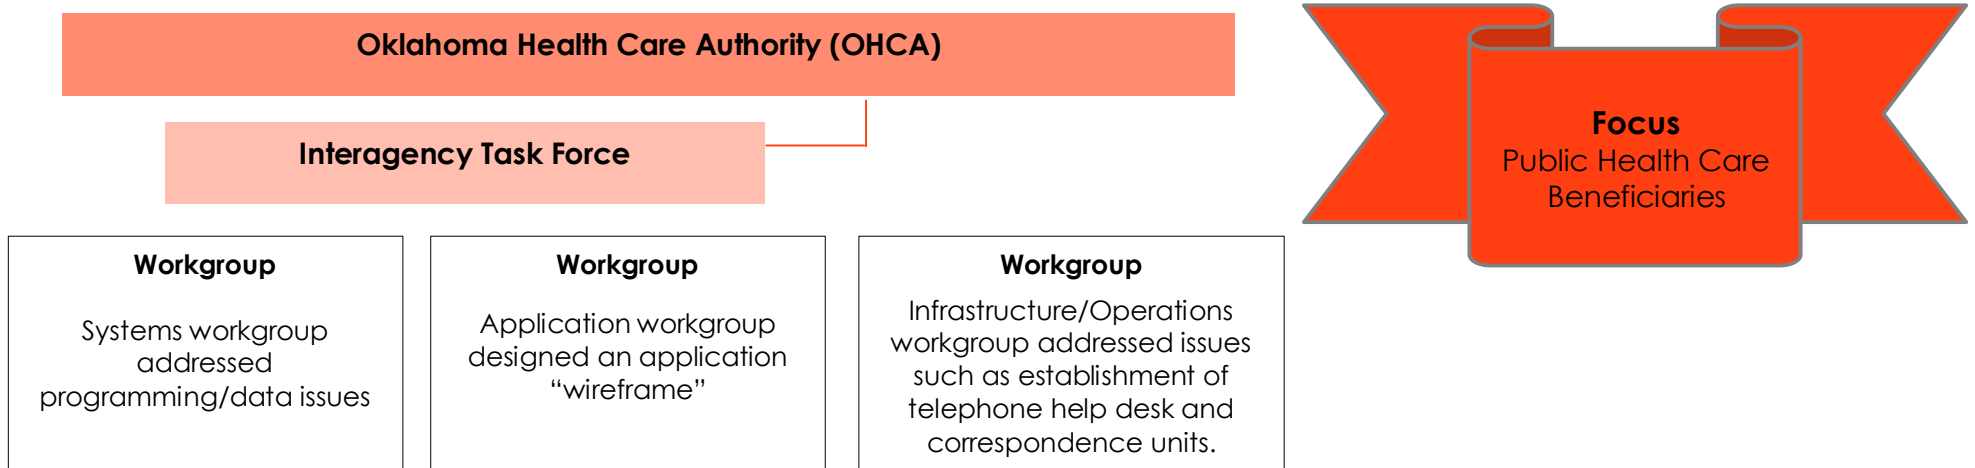 Oklahoma Health Care Authority (OHCA)
Interagency Task Force
Focus
Public Health Care
Beneficiaries
Workgroup
Systems workgroup
addressed
programming/data issues
Workgroup
Application workgroup
designed an application
“wireframe”
Workgroup
Infrastructure/Operations
workgroup addressed issues
such as establishment of
telephone help desk and
correspondence units.